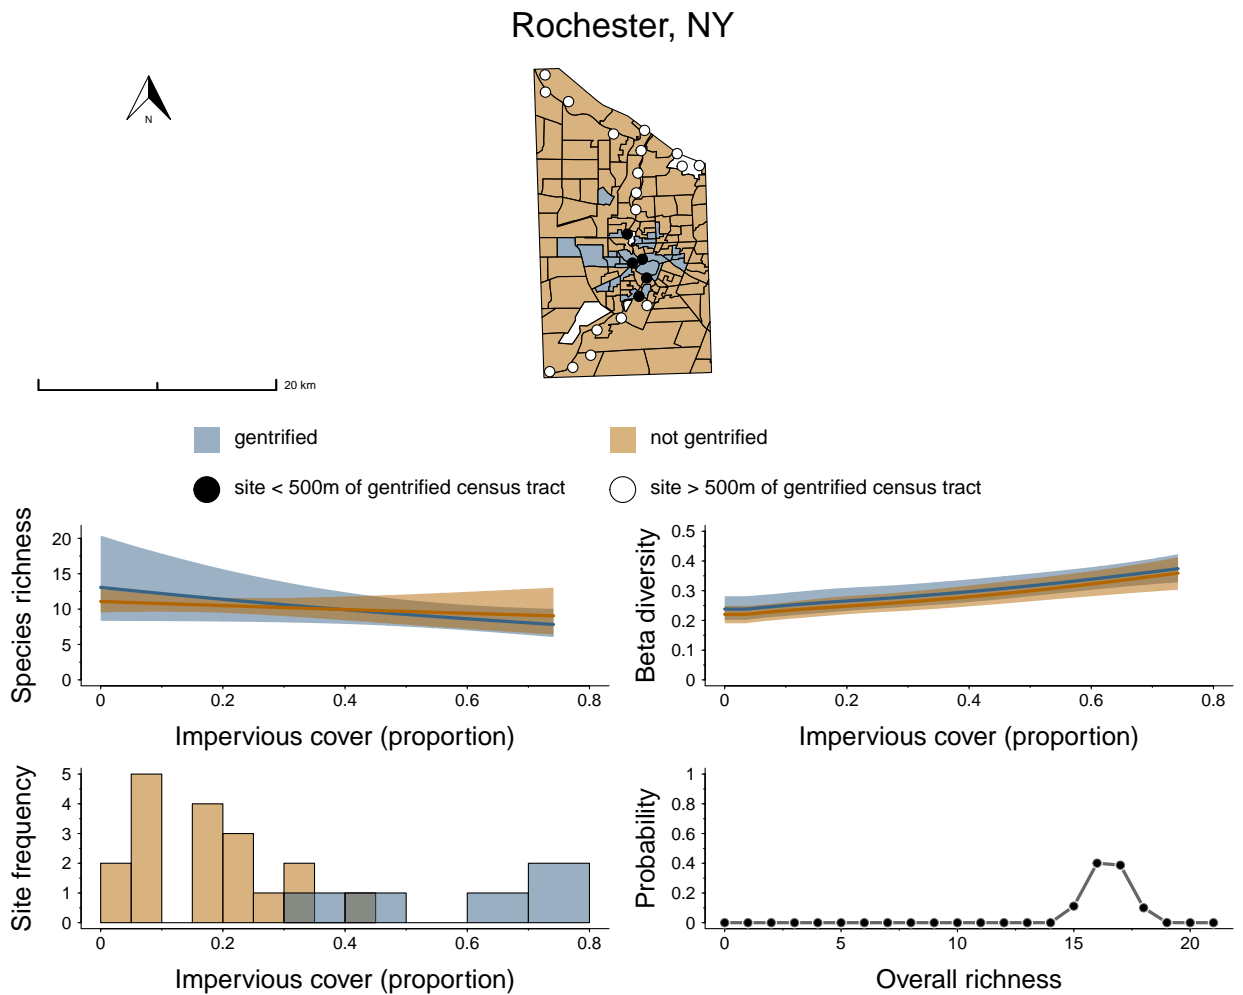 Rochester, NY
N
20 km
gentrified
not gentrified
site < 500m of gentrified census tract
site > 500m of gentrified census tract
Species richness
20
15
10
5
0
0 0.2 0.4 0.6 0.8
Impervious cover (proportion)
Beta diversity
0.5
0.4
0.3
0.2
0.1
0
0 0.2 0.4 0.6 0.8
Impervious cover (proportion)
Site frequency
5
4
3
2
1
0
0 0.2 0.4 0.6 0.8
Impervious cover (proportion)
Probability
1
0.8
0.6
0.4
0.2
0
0 5 10 15 20
Overall richness